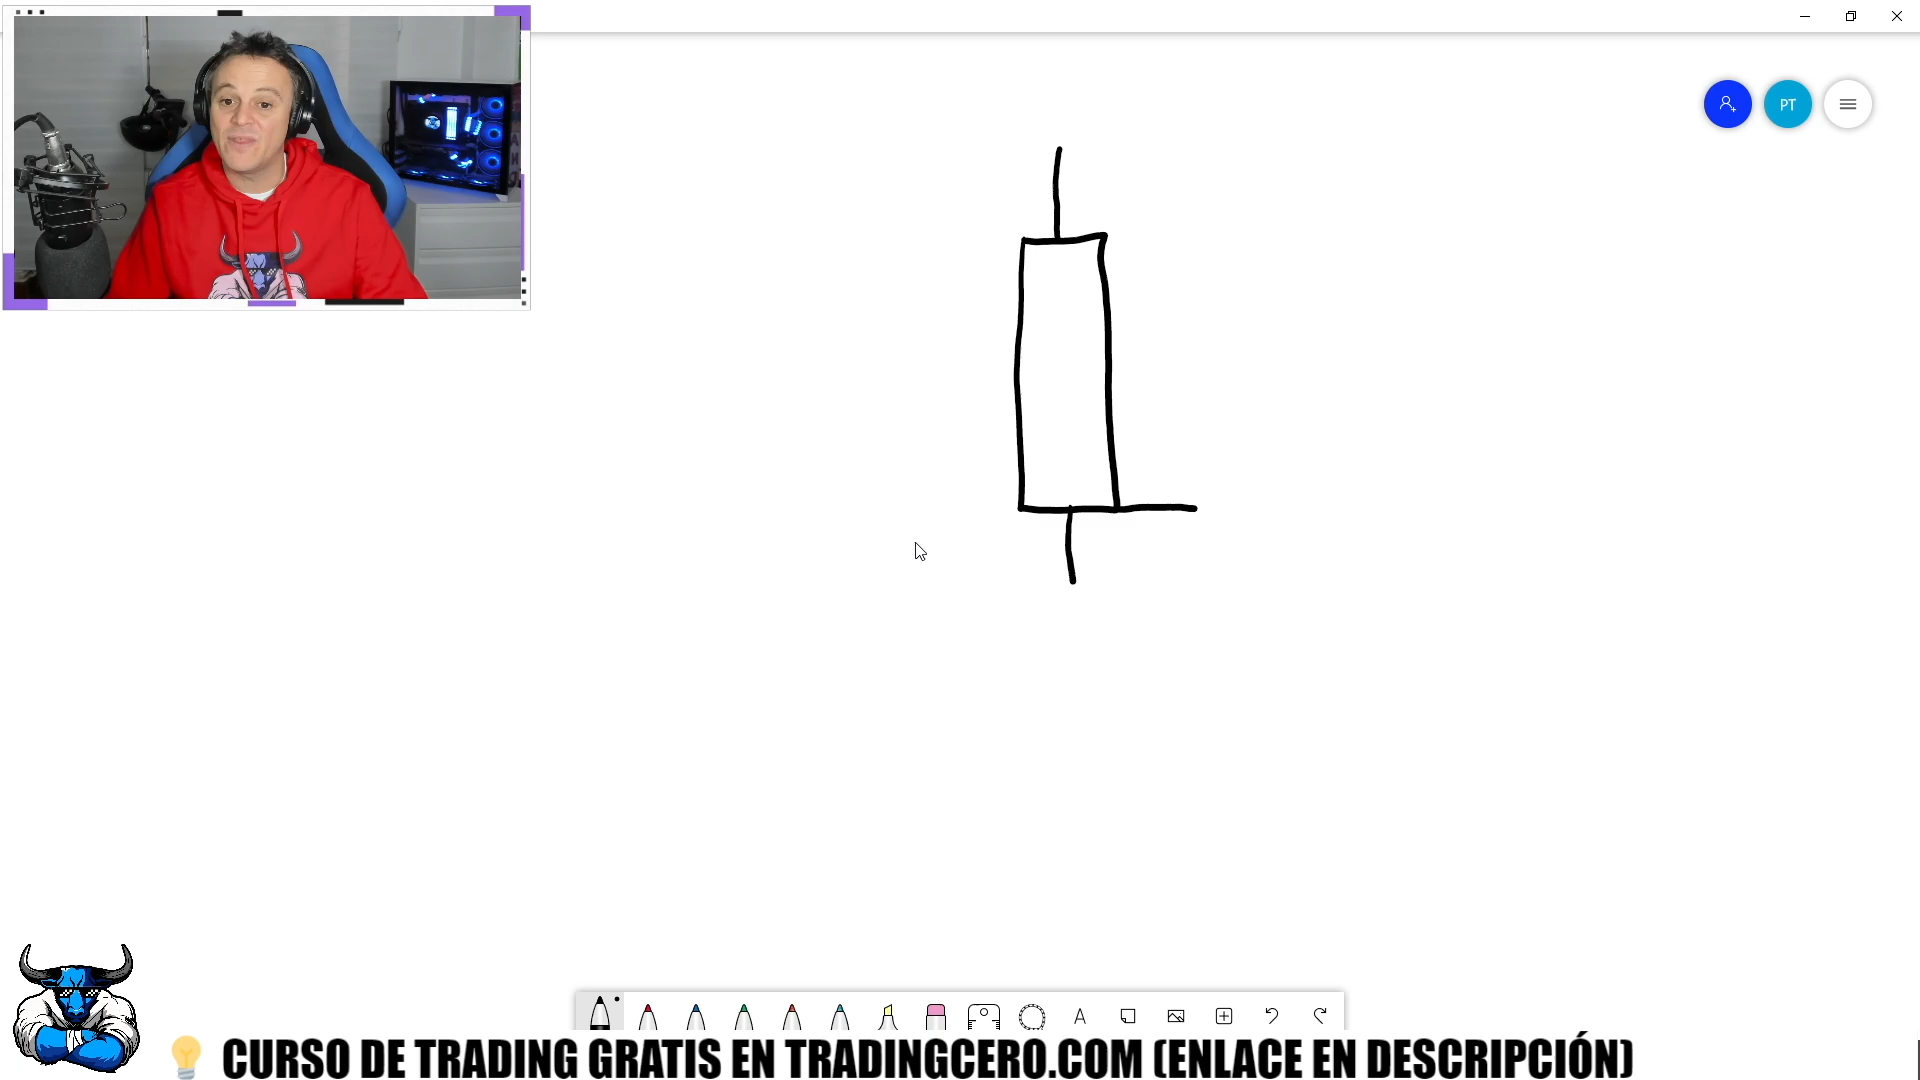 PT
A
CURSO DE TRADING GRATIS EN TRADINGCERO.COM (ENLACE EN DESCRIPCIÓN)